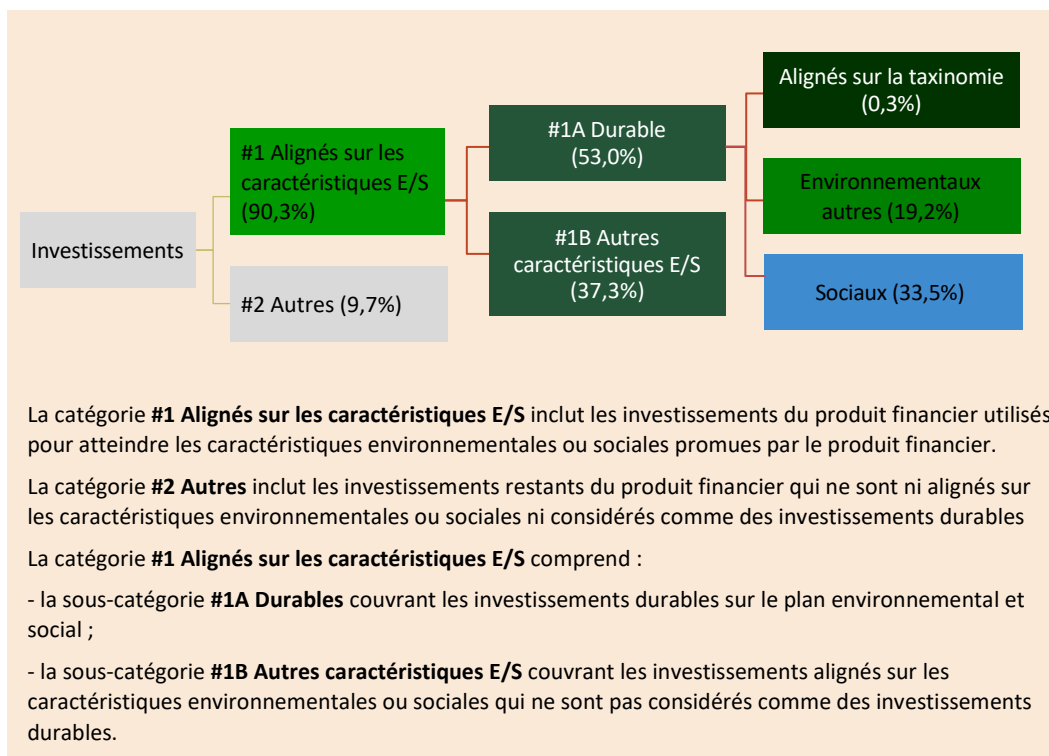 Investissements
#1 Alignés sur les
caractéristiques E/S
(90,3%)
#2 Autres (9,7%)
#1A Durable
(53,0%)
#1B Autres
caractéristiques E/S
(37,3%)
Alignés sur la taxinomie
(0,3%)
Environnementaux
autres (19,2%)
Sociaux (33,5%)
La catégorie #1 Alignés sur les caractéristiques E/S inclut les investissements du produit financier utilisés
pour atteindre les caractéristiques environnementales ou sociales promues par le produit financier.
La catégorie #2 Autres inclut les investissements restants du produit financier qui ne sont ni alignés sur
les caractéristiques environnementales ou sociales ni considérés comme des investissements durables
La catégorie #1 Alignés sur les caractéristiques E/S comprend :
- la sous-catégorie #1A Durables couvrant les investissements durables sur le plan environnemental et
social ;
- la sous-catégorie #1B Autres caractéristiques E/S couvrant les investissements alignés sur les
caractéristiques environnementales ou sociales qui ne sont pas considérés comme des investissements
durables.